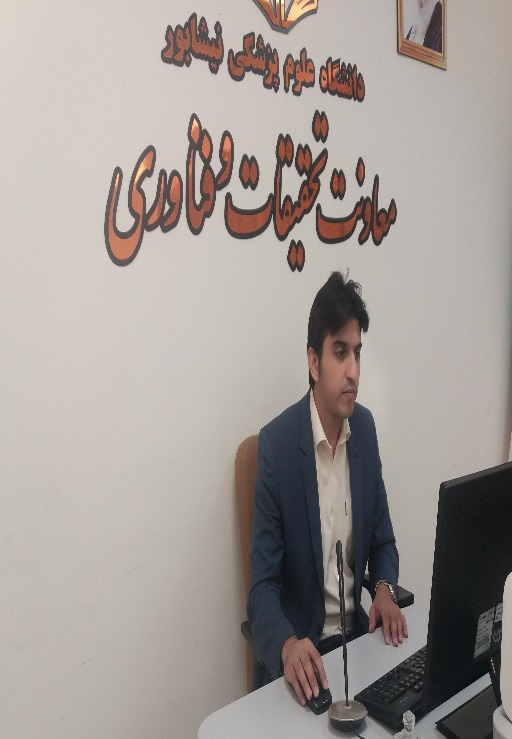 دانشگاه علوم پزشکی نیشابور
معاونت تحقیقات و فناوری